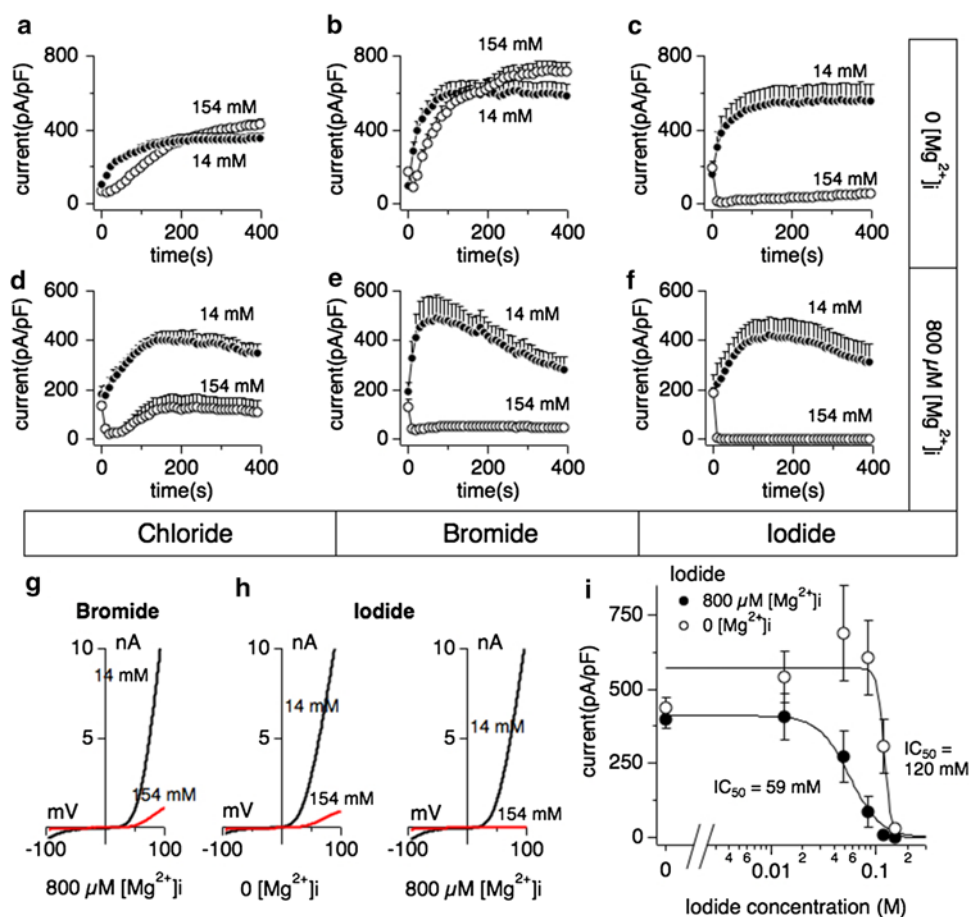 a
800
400
0
current(pA/pF)
154 mM
14 mM
0 200 400
time(s)
b
800
400
0
current(pA/pF)
154 mM
14 mM
0 200 400
time(s)
c
800
400
0
current(pA/pF)
14 mM
154 mM
0 200 400
time(s)
0 [Mg2+]i
d
600
400
200
0
current(pA/pF)
14 mM
154 mM
0 200 400
time(s)
e
600
400
200
0
current(pA/pF)
14 mM
154 mM
0 200 400
time(s)
f
600
400
200
0
current(pA/pF)
14 mM
154 mM
0 200 400
time(s)
800 µM [Mg2+]i
Chloride Bromide Iodide
g
Bromide
nA
10
14 mM
5
154 mM
mV
-100 100
800 µM [Mg2+]i
h
Iodide
nA
10
14 mM
5
154 mM
mV
-100 100
0 [Mg2+]i
nA
10
14 mM
5
154 mM
mV
-100 100
800 µM [Mg2+]i
i
Iodide
800 µM [Mg2+]i
0 [Mg2+]i
750
500
250
0
current(pA/pF)
IC50 = 59 mM
IC50 =
120 mM
4 6 2 4 6 2
0 0.01 0.1
Iodide concentration (M)